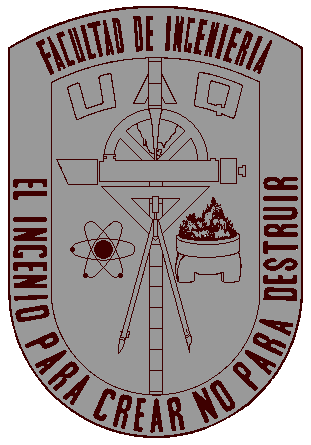 FACULTAD DE INGENIERIA
UAQ
EL INGENIO PARA CREAR NO PARA DESTRUIR